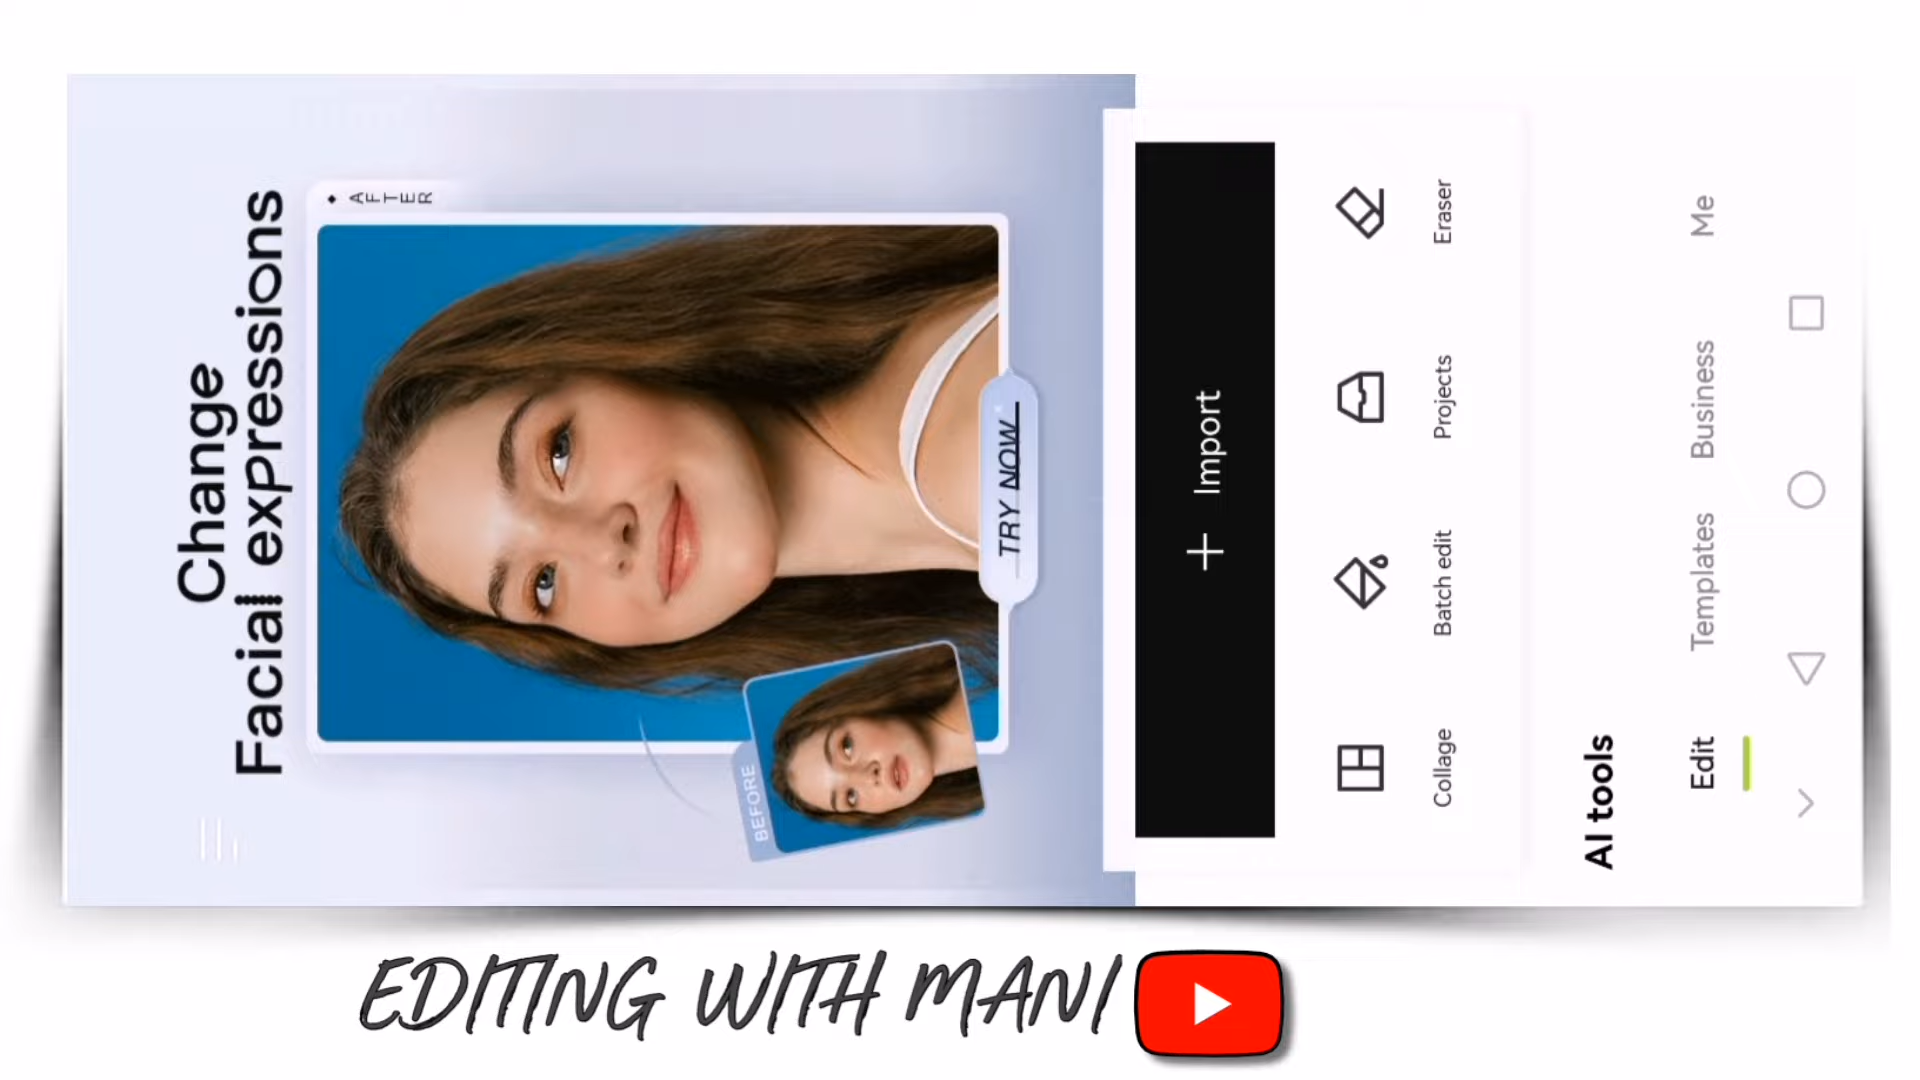 Change
Facial expressions
AFTER
BEFORE
TRY NOW
+ Import
Collage
Batch edit
Projects
Eraser
AI tools
Edit
Templates
Business
Me
EDITING WITH MANI